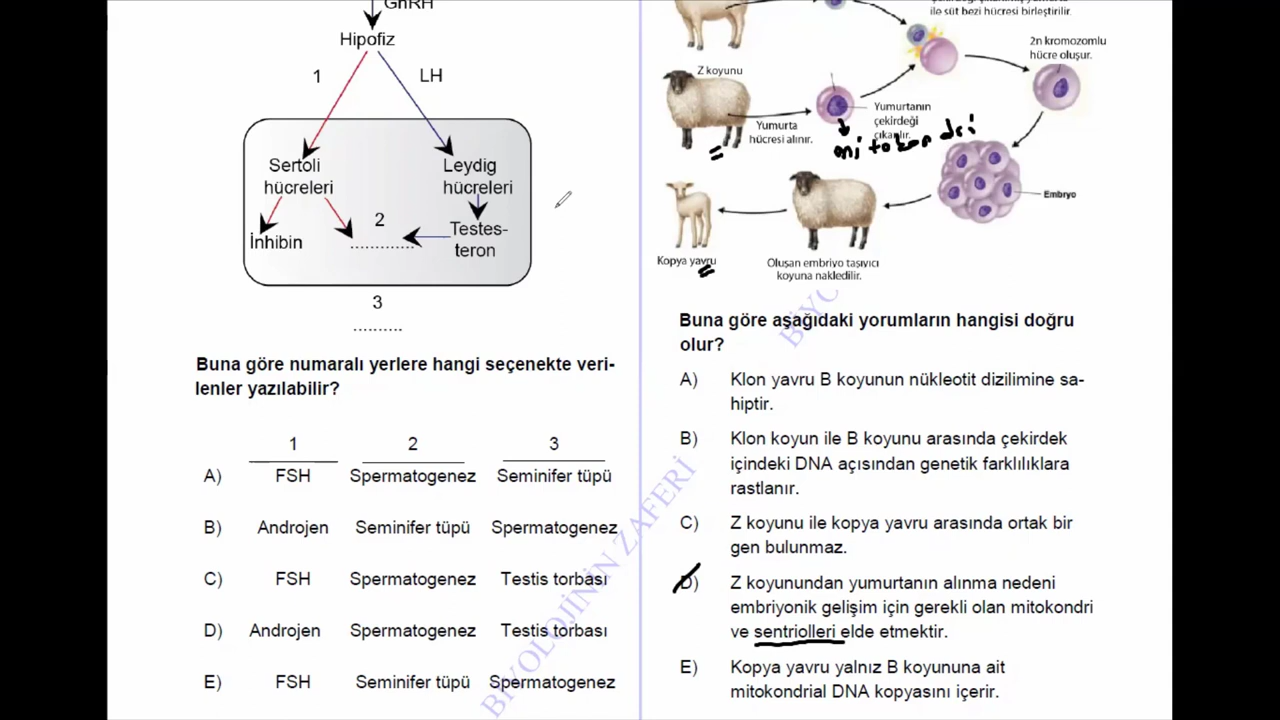 GnRH
Hipofiz
1
LH
Sertoli
hücreleri
Leydig
hücreleri
2
İnhibin
..............
Testes-
teron
3
..........
Buna göre numaralı yerlere hangi seçenekte veri-
lenler yazılabilir?
1 2 3
A) FSH Spermatogenez Seminifer tüpü
B) Androjen Seminifer tüpü Spermatogenez
C) FSH Spermatogenez Testis torbası
D) Androjen Spermatogenez Testis torbası
E) FSH Seminifer tüpü Spermatogenez
BİYOLOJİNİN ZAFERİ
ile süt bezi hücresi birleştirilir.
2n kromozomlu
hücre oluşur.
Z koyunu
Yumurta
hücresi alınır.
Yumurtanın
çekirdeği
çıkarılır.
mitokondri
Embryo
Kopya yavru
Oluşan embriyo taşıyıcı
koyuna nakledilir.
Buna göre aşağıdaki yorumların hangisi doğru
olur?
A) Klon yavru B koyunun nükleotit dizilimine sa-
hiptir.
B) Klon koyun ile B koyunu arasında çekirdek
içindeki DNA açısından genetik farklılıklara
rastlanır.
C) Z koyunu ile kopya yavru arasında ortak bir
gen bulunmaz.
D) Z koyunundan yumurtanın alınma nedeni
embriyonik gelişim için gerekli olan mitokondri
ve sentriolleri elde etmektir.
E) Kopya yavru yalnız B koyununa ait
mitokondrial DNA kopyasını içerir.